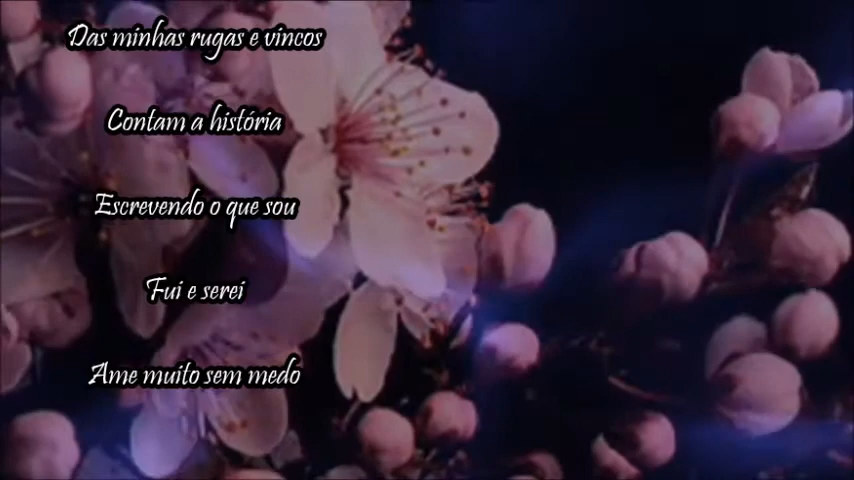 Das minhas rugas e vincos
Contam a história
Escrevendo o que sou
Fui e serei
Ame muito sem medo